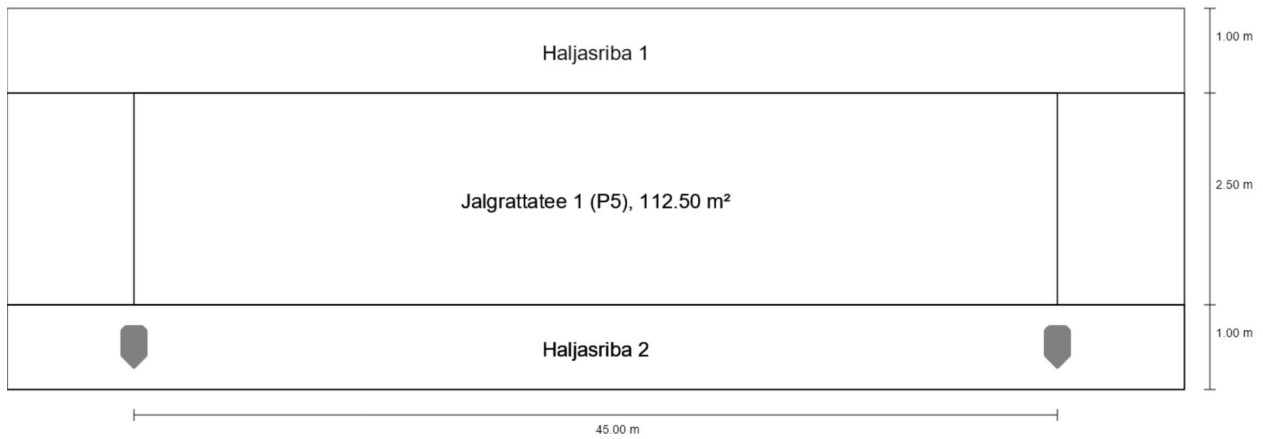 Haljasriba 1
1.00 m
Jalgrattatee 1 (P5), 112.50 m²
2.50 m
Haljasriba 2
1.00 m
45.00 m